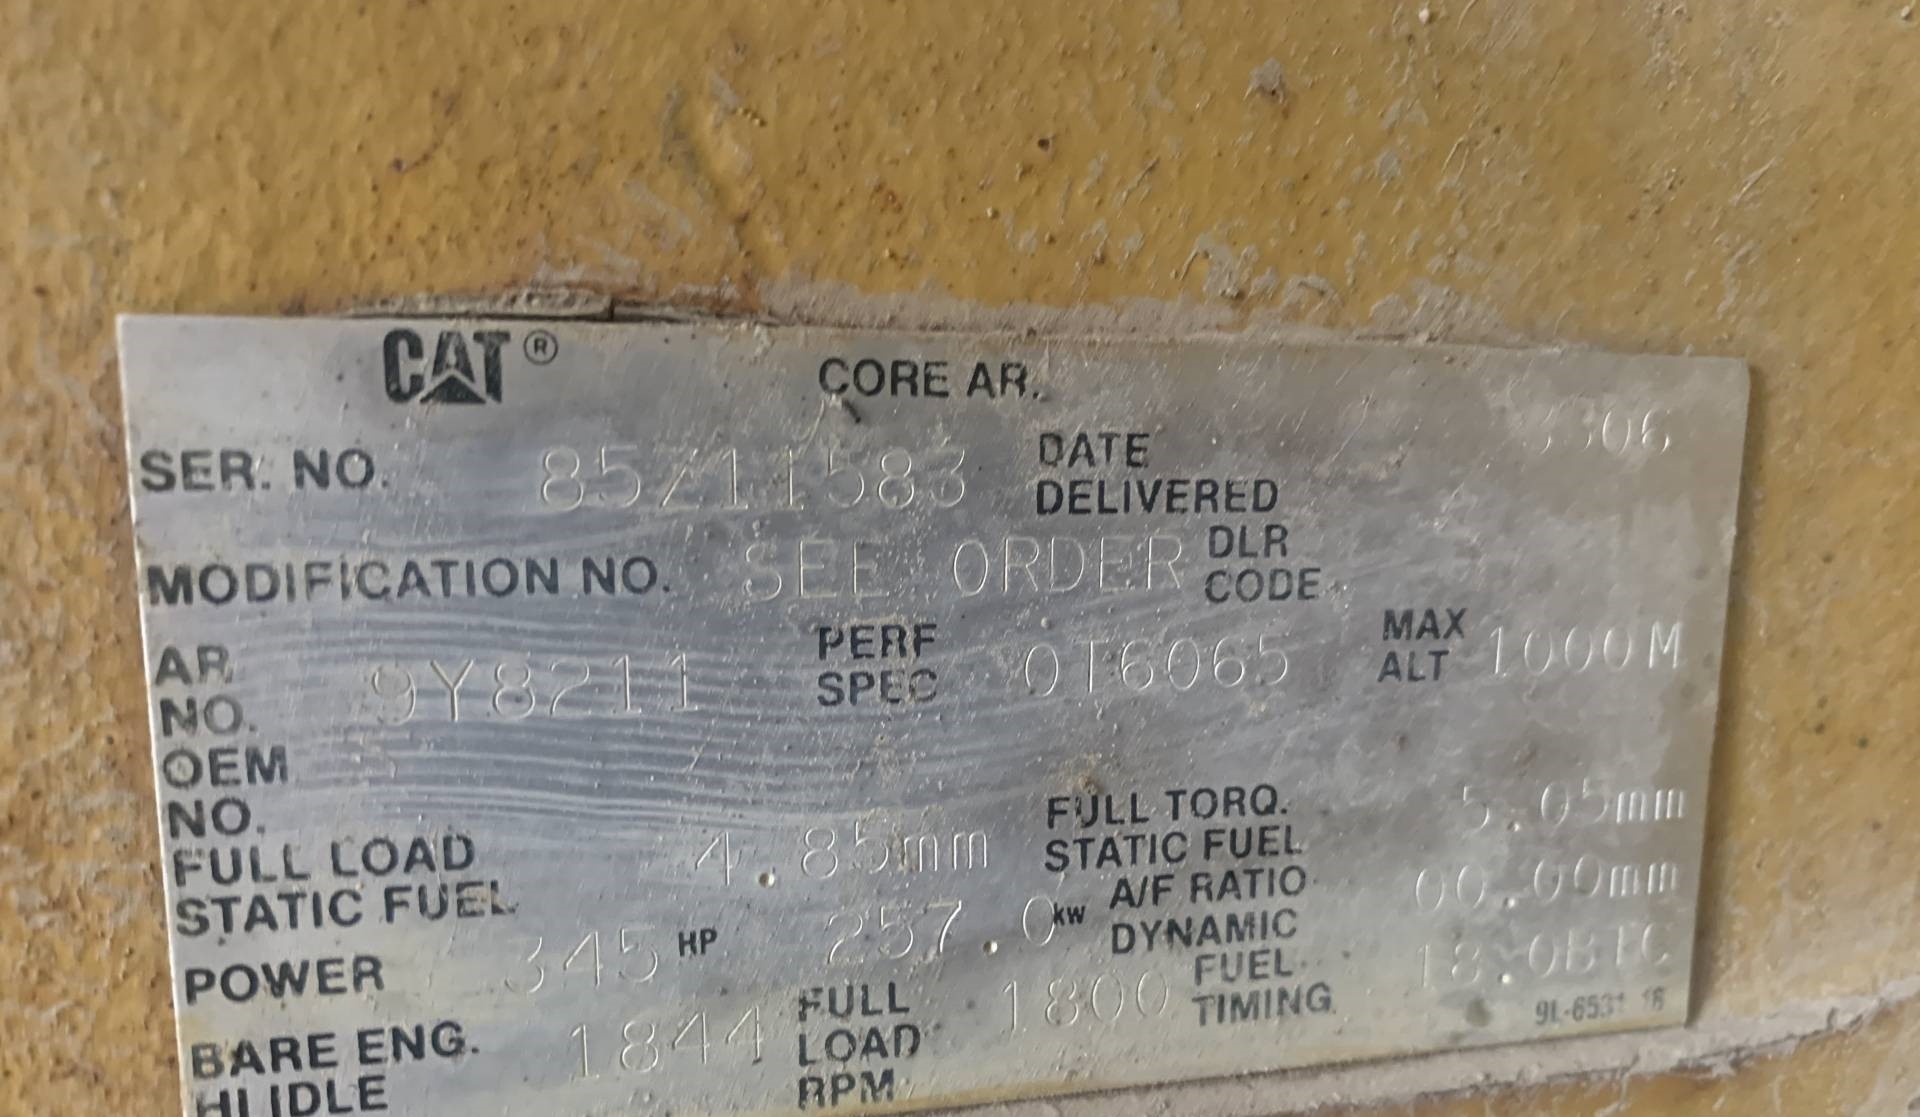 CAT® CORE AR. 3306
SER. NO. 85Z11583 DATE DELIVERED
MODIFICATION NO. SEE ORDER DLR CODE
AR NO. 9Y8211 PERF SPEC 0T6065 MAX ALT 1000M
OEM NO.
FULL LOAD STATIC FUEL 4.85mm FULL TORQ. STATIC FUEL 5.05mm
A/F RATIO DYNAMIC 00.00mm
POWER 345 HP 257.0 kw FUEL TIMING 18.0BTC
BARE ENG. HI IDLE 1844 FULL LOAD RPM 1800
9L-6531 16